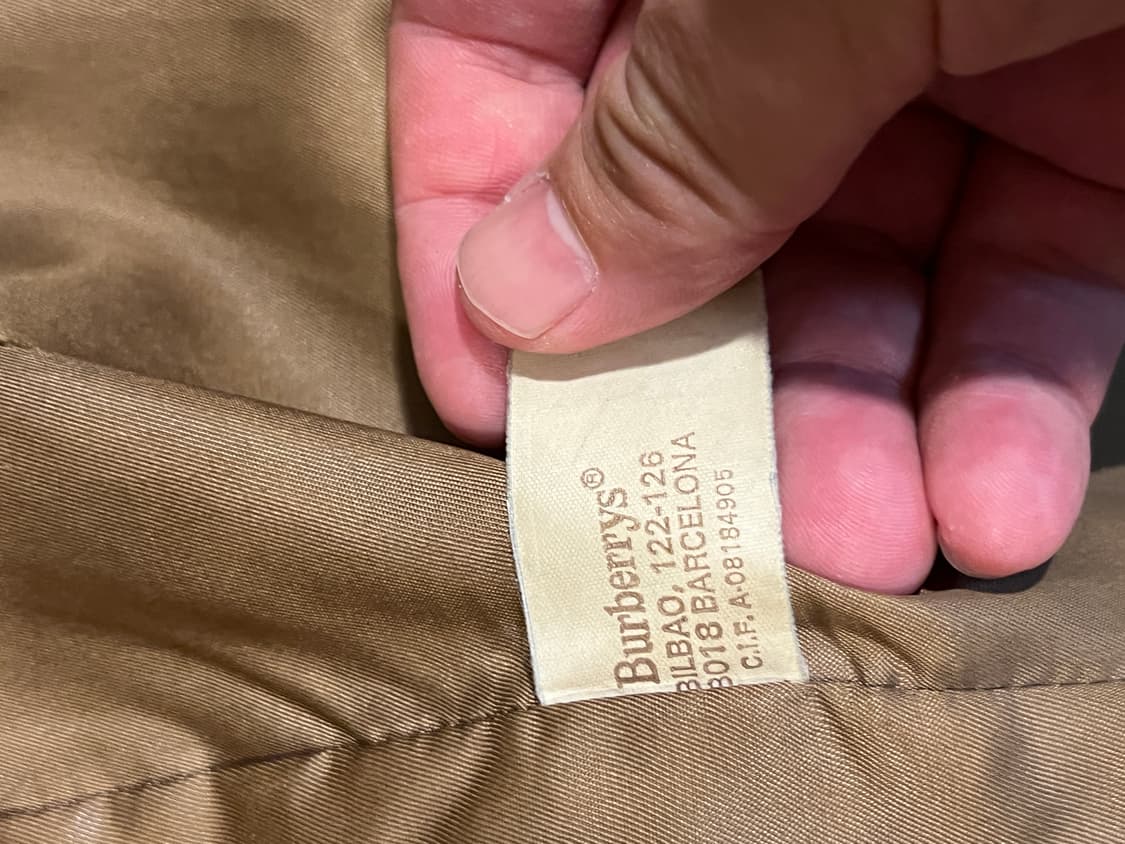 Burberrys®
BILBAO, 122-126
8018 BARCELONA
C.I.F. A-08184905